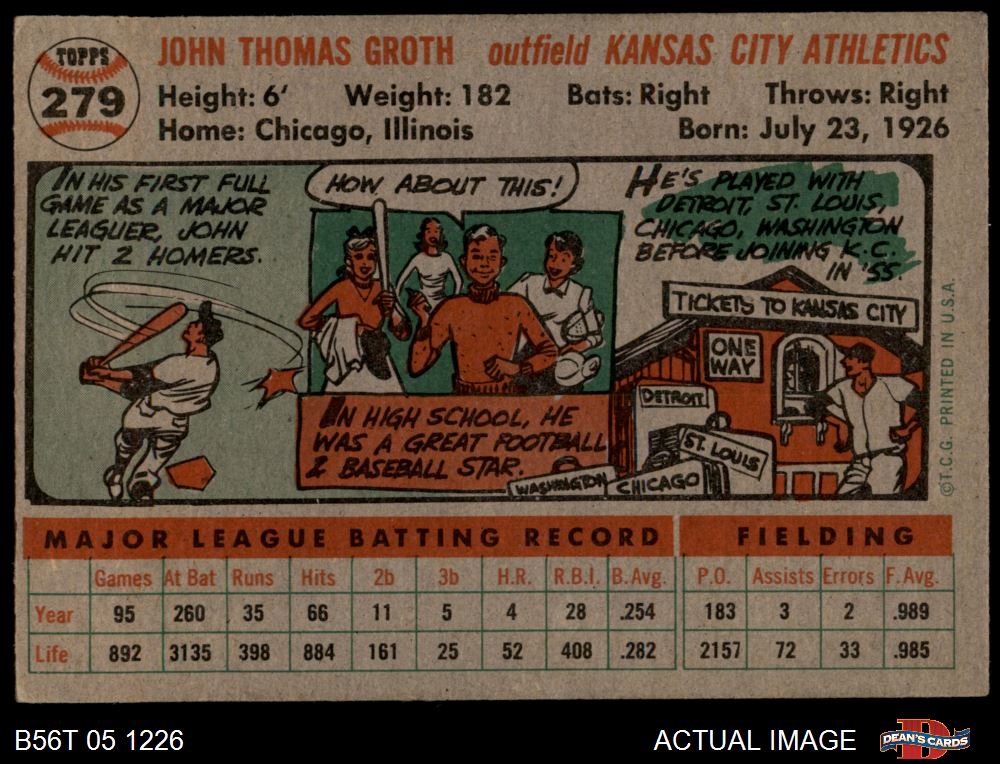 TOPPS
279
JOHN THOMAS GROTH outfield KANSAS CITY ATHLETICS
Height: 6' Weight: 182 Bats: Right Throws: Right
Home: Chicago, Illinois Born: July 23, 1926
IN HIS FIRST FULL
GAME AS A MAJOR
LEAGUER, JOHN
HIT 2 HOMERS.
HOW ABOUT THIS!
IN HIGH SCHOOL, HE
WAS A GREAT FOOTBALL
& BASEBALL STAR.
HE'S PLAYED WITH
DETROIT, ST. LOUIS,
CHICAGO, WASHINGTON
BEFORE JOINING K.C.
IN '55.
TICKETS TO KANSAS CITY
ONE
WAY
DETROIT
ST. LOUIS
WASHINGTON
CHICAGO
©T.C.G. PRINTED IN U.S.A.
MAJOR LEAGUE BATTING RECORD FIELDING
Games At Bat Runs Hits 2b 3b H.R. R.B.I. B.Avg. P.O. Assists Errors F.Avg.
Year 95 260 35 66 11 5 4 28 .254 183 3 2 .989
Life 892 3135 398 884 161 25 52 408 .282 2157 72 33 .985
B56T 05 1226 ACTUAL IMAGE
D
DEAN'S CARDS